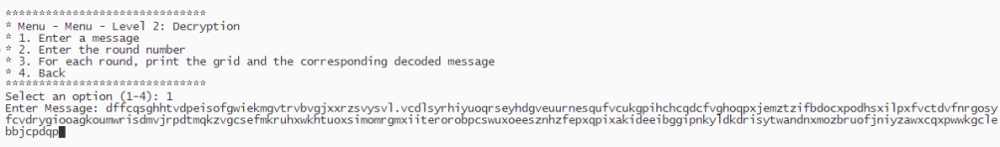 ******************************
* Menu - Menu - Level 2: Decryption
* 1. Enter a message
* 2. Enter the round number
* 3. For each round, print the grid and the corresponding decoded message
* 4. Back
******************************
Select an option (1-4): 1
Enter Message: dffcqsghhtvdpeisofgwiekmgvtrvbvgjxxrzsvysvl.vcdlsyrhiyuoqrseyhdgveuurnesqufvcukgpihchcgdcfvghoqpxjemztzifbdocxpodhsxilpxfvctdvfnrgosy
fcvdrygiooagkoumwrisdmvjrpdtmqkzvgcsefmkruhxwkhtuoxsimomrgmxiiterorobpcswuxoeesznhzfepxqpixakideeibggipnkyldkdrisytwandnxmozbruofjniyzawxcqxpwwkgcle
bbjcpdqp